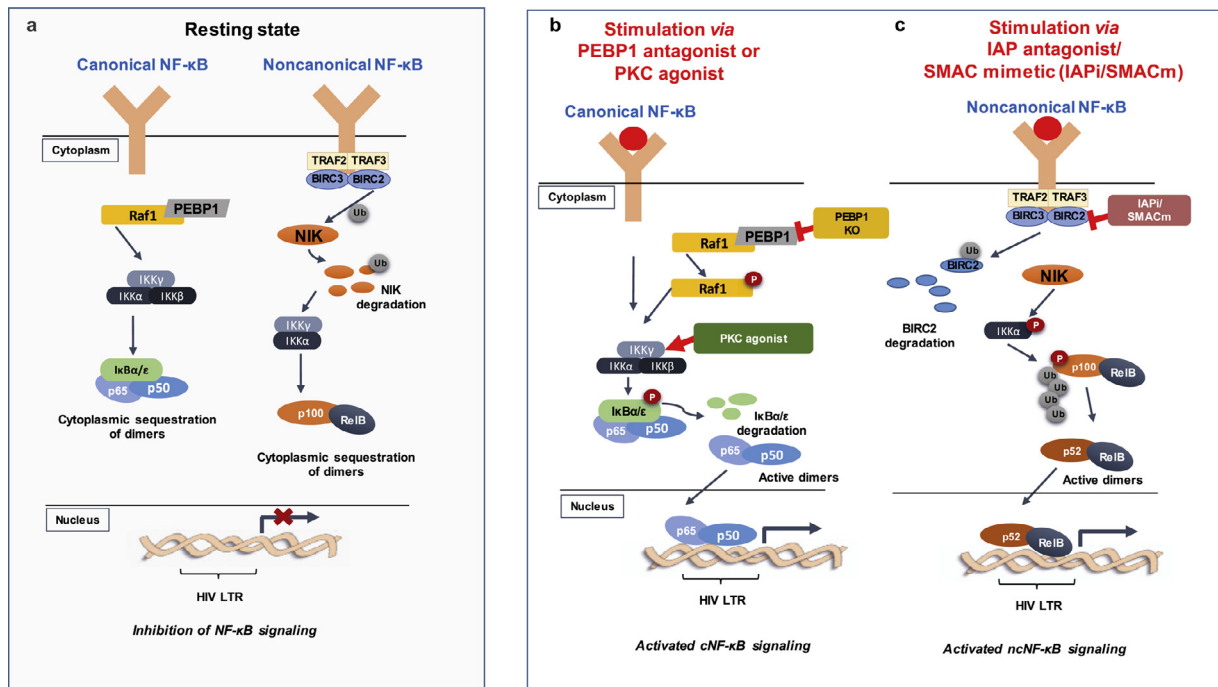 a
Resting state
Canonical NF-κB
Noncanonical NF-κB
Cytoplasm
TRAF2
TRAF3
BIRC3
BIRC2
Raf1
PEBP1
Ub
NIK
Ub
NIK
degradation
IKKγ
IKKα
IKKβ
IKKγ
IKKα
IκBα/ε
p65
p50
Cytoplasmic sequestration
of dimers
p100
RelB
Cytoplasmic sequestration
of dimers
Nucleus
HIV LTR
Inhibition of NF-κB signaling
b
Stimulation via
PEBP1 antagonist or
PKC agonist
Canonical NF-κB
Cytoplasm
Raf1
PEBP1
PEBP1
KO
Raf1
P
PKC agonist
IKKγ
IKKα
IKKβ
P
IκBα/ε
p65
p50
IκBα/ε
degradation
p65
p50
Active dimers
Nucleus
p65
p50
HIV LTR
Activated cNF-κB signaling
c
Stimulation via
IAP antagonist/
SMAC mimetic (IAPi/SMACm)
Noncanonical NF-κB
TRAF2
TRAF3
BIRC3
BIRC2
IAPi/
SMACm
Ub
BIRC2
NIK
BIRC2
degradation
IKKα
P
P
p100
RelB
Ub
Ub
Ub
Ub
p52
RelB
Active dimers
p52
RelB
HIV LTR
Activated ncNF-κB signaling